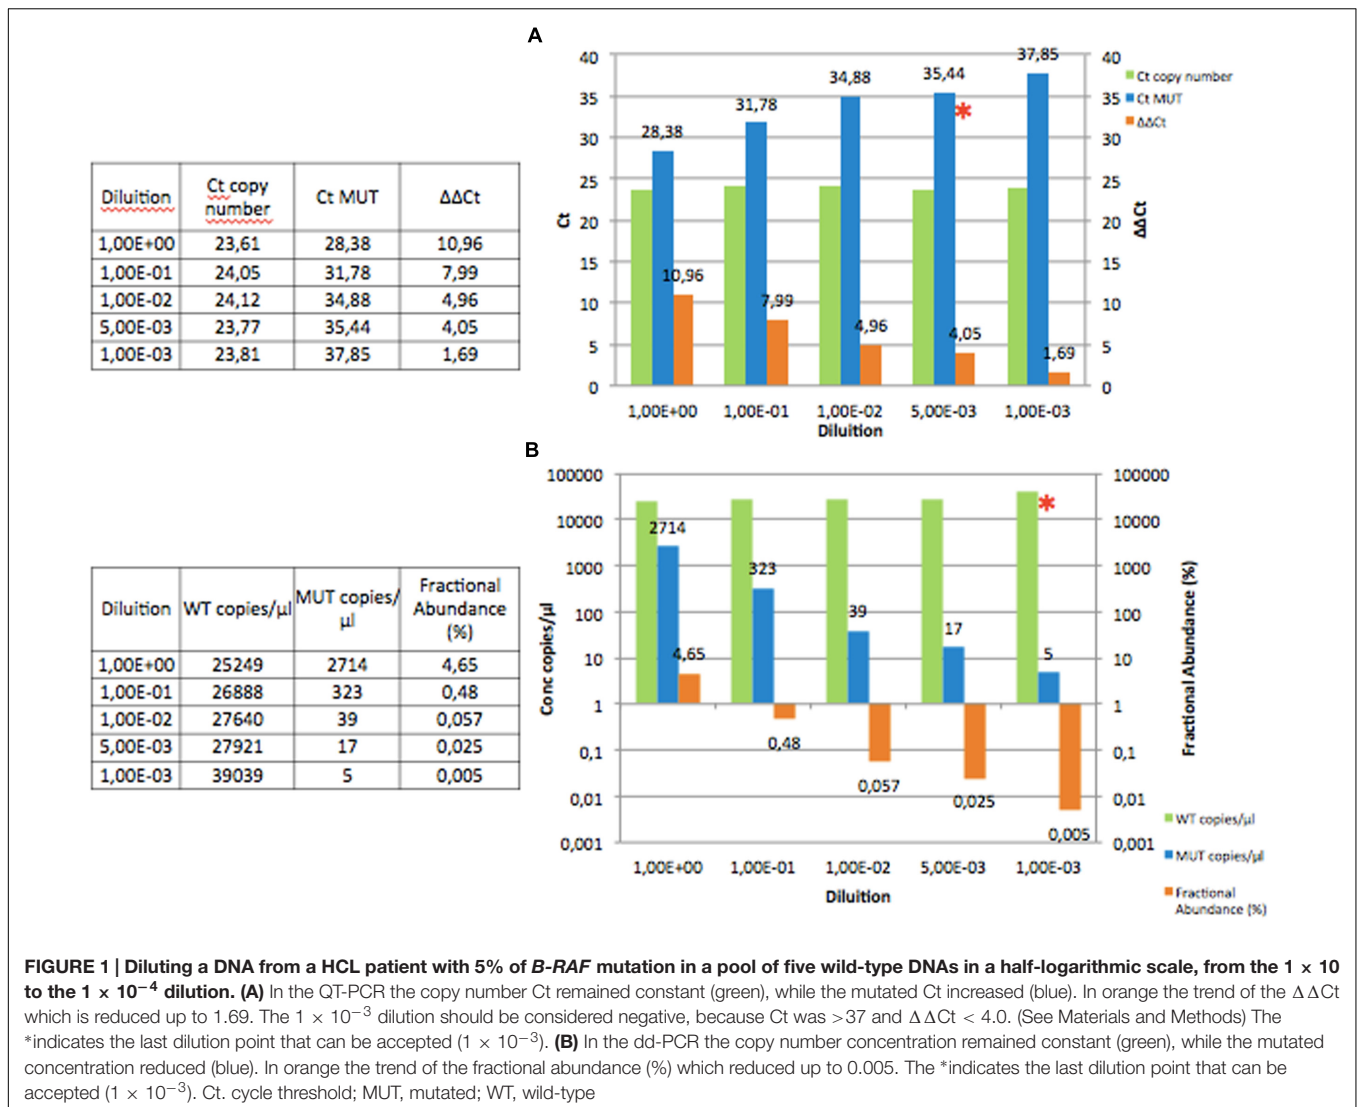 A
Diluition Ct copy number Ct MUT ΔΔCt
1,00E+00 23,61 28,38 10,96
1,00E-01 24,05 31,78 7,99
1,00E-02 24,12 34,88 4,96
5,00E-03 23,77 35,44 4,05
1,00E-03 23,81 37,85 1,69
40
35
30
25
20
15
10
5
0
Ct
28,38
31,78
34,88
35,44
37,85
10,96
7,99
4,96
4,05
1,69
*
40
35
30
25
20
15
10
5
0
ΔΔCt
Ct copy number
Ct MUT
ΔΔCt
1,00E+00 1,00E-01 1,00E-02 5,00E-03 1,00E-03
Diluition
B
Diluition WT copies/µl MUT copies/µl Fractional Abundance (%)
1,00E+00 25249 2714 4,65
1,00E-01 26888 323 0,48
1,00E-02 27640 39 0,057
5,00E-03 27921 17 0,025
1,00E-03 39039 5 0,005
100000
10000
1000
100
10
1
0,1
0,01
0,001
Conc copies/µl
2714
323
39
17
5
4,65
0,48
0,057
0,025
0,005
*
100000
10000
1000
100
10
1
0,1
0,01
0,001
Fractional Abundance (%)
WT copies/µl
MUT copies/µl
Fractional
Abundance (%)
1,00E+00 1,00E-01 1,00E-02 5,00E-03 1,00E-03
Diluition
FIGURE 1 | Diluting a DNA from a HCL patient with 5% of B-RAF mutation in a pool of five wild-type DNAs in a half-logarithmic scale, from the 1 × 10
to the 1 × 10⁻⁴ dilution. (A) In the QT-PCR the copy number Ct remained constant (green), while the mutated Ct increased (blue). In orange the trend of the ΔΔCt
which is reduced up to 1.69. The 1 × 10⁻³ dilution should be considered negative, because Ct was >37 and ΔΔCt < 4.0. (See Materials and Methods) The
*indicates the last dilution point that can be accepted (1 × 10⁻³). (B) In the dd-PCR the copy number concentration remained constant (green), while the mutated
concentration reduced (blue). In orange the trend of the fractional abundance (%) which reduced up to 0.005. The *indicates the last dilution point that can be
accepted (1 × 10⁻³). Ct. cycle threshold; MUT, mutated; WT, wild-type